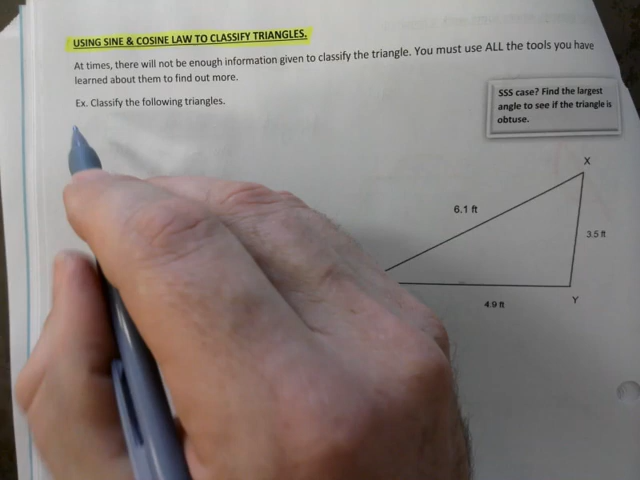 USING SINE & COSINE LAW TO CLASSIFY TRIANGLES.
At times, there will not be enough information given to classify the triangle. You must use ALL the tools you have
learned about them to find out more.
Ex. Classify the following triangles.
SSS case? Find the largest
angle to see if the triangle is
obtuse.
X
6.1 ft
3.5 ft
4.9 ft
Y